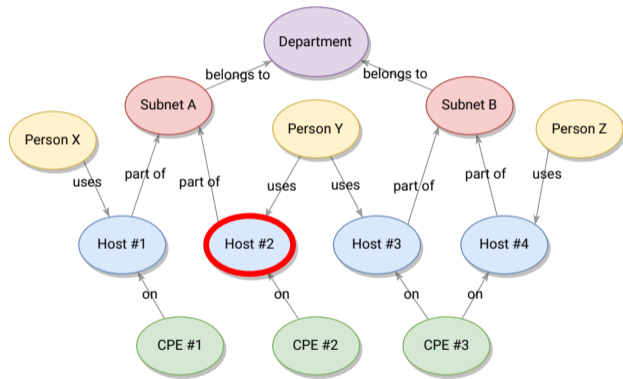 Department
belongs to
belongs to
Subnet A
Subnet B
Person X
Person Y
Person Z
uses
part of
part of
uses
uses
part of
part of
uses
Host #1
Host #2
Host #3
Host #4
on
on
on
on
CPE #1
CPE #2
CPE #3